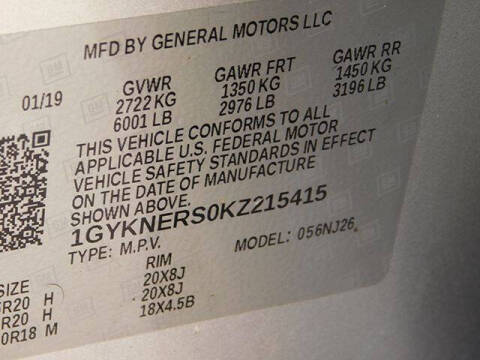 MFD BY GENERAL MOTORS LLC
01/19 GVWR GAWR FRT GAWR RR
2722 KG 1350 KG 1450 KG
6001 LB 2976 LB 3196 LB
THIS VEHICLE CONFORMS TO ALL
APPLICABLE U.S. FEDERAL MOTOR
VEHICLE SAFETY STANDARDS IN EFFECT
ON THE DATE OF MANUFACTURE
SHOWN ABOVE.
1GYKNERS0KZ215415
TYPE: M.P.V. MODEL: 056NJ26
SIZE RIM
R20 H 20X8J
R20 H 20X8J
0R18 M 18X4.5B